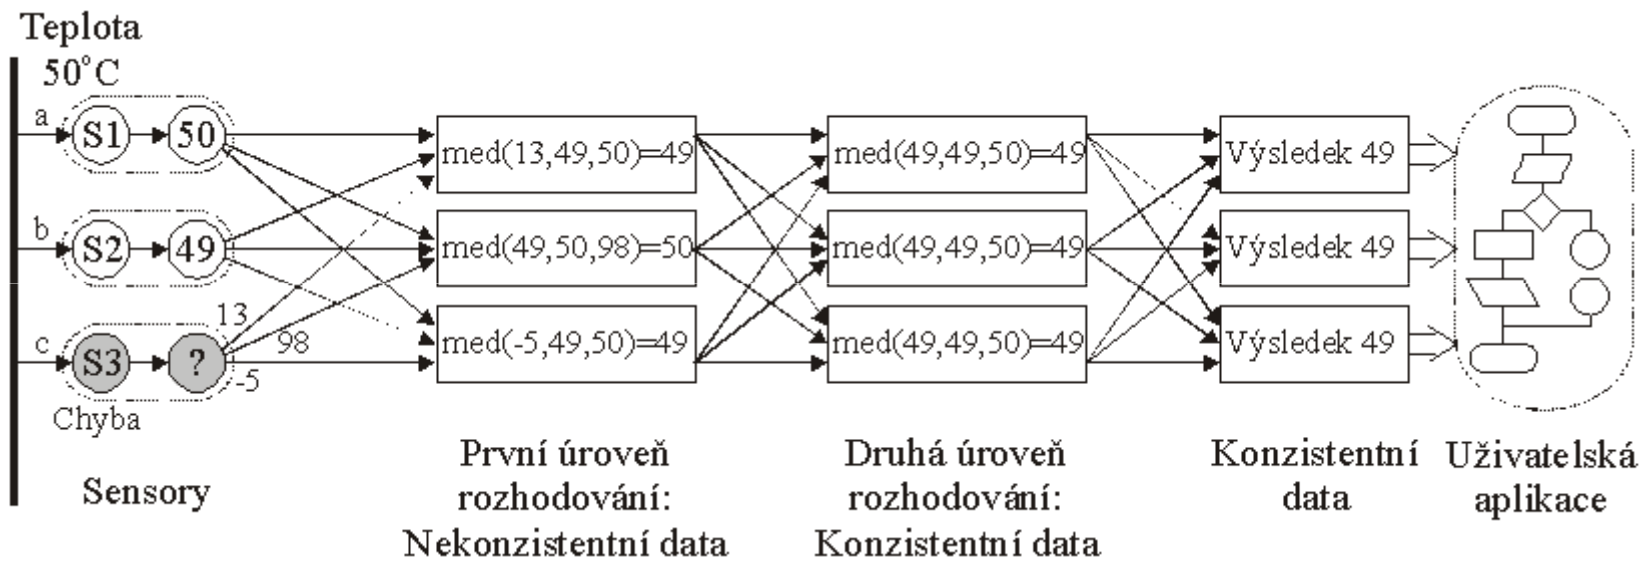 Teplota
50°C
a
S1
50
b
S2
49
c
S3
?
13
98
-5
Chyba
Sensory
med(13,49,50)=49
med(49,50,98)=50
med(-5,49,50)=49
První úroveň
rozhodování:
Nekonzistentní data
med(49,49,50)=49
med(49,49,50)=49
med(49,49,50)=49
Druhá úroveň
rozhodování:
Konzistentní data
Výsledek 49
Výsledek 49
Výsledek 49
Konzistentní
data
Uživatelská
aplikace